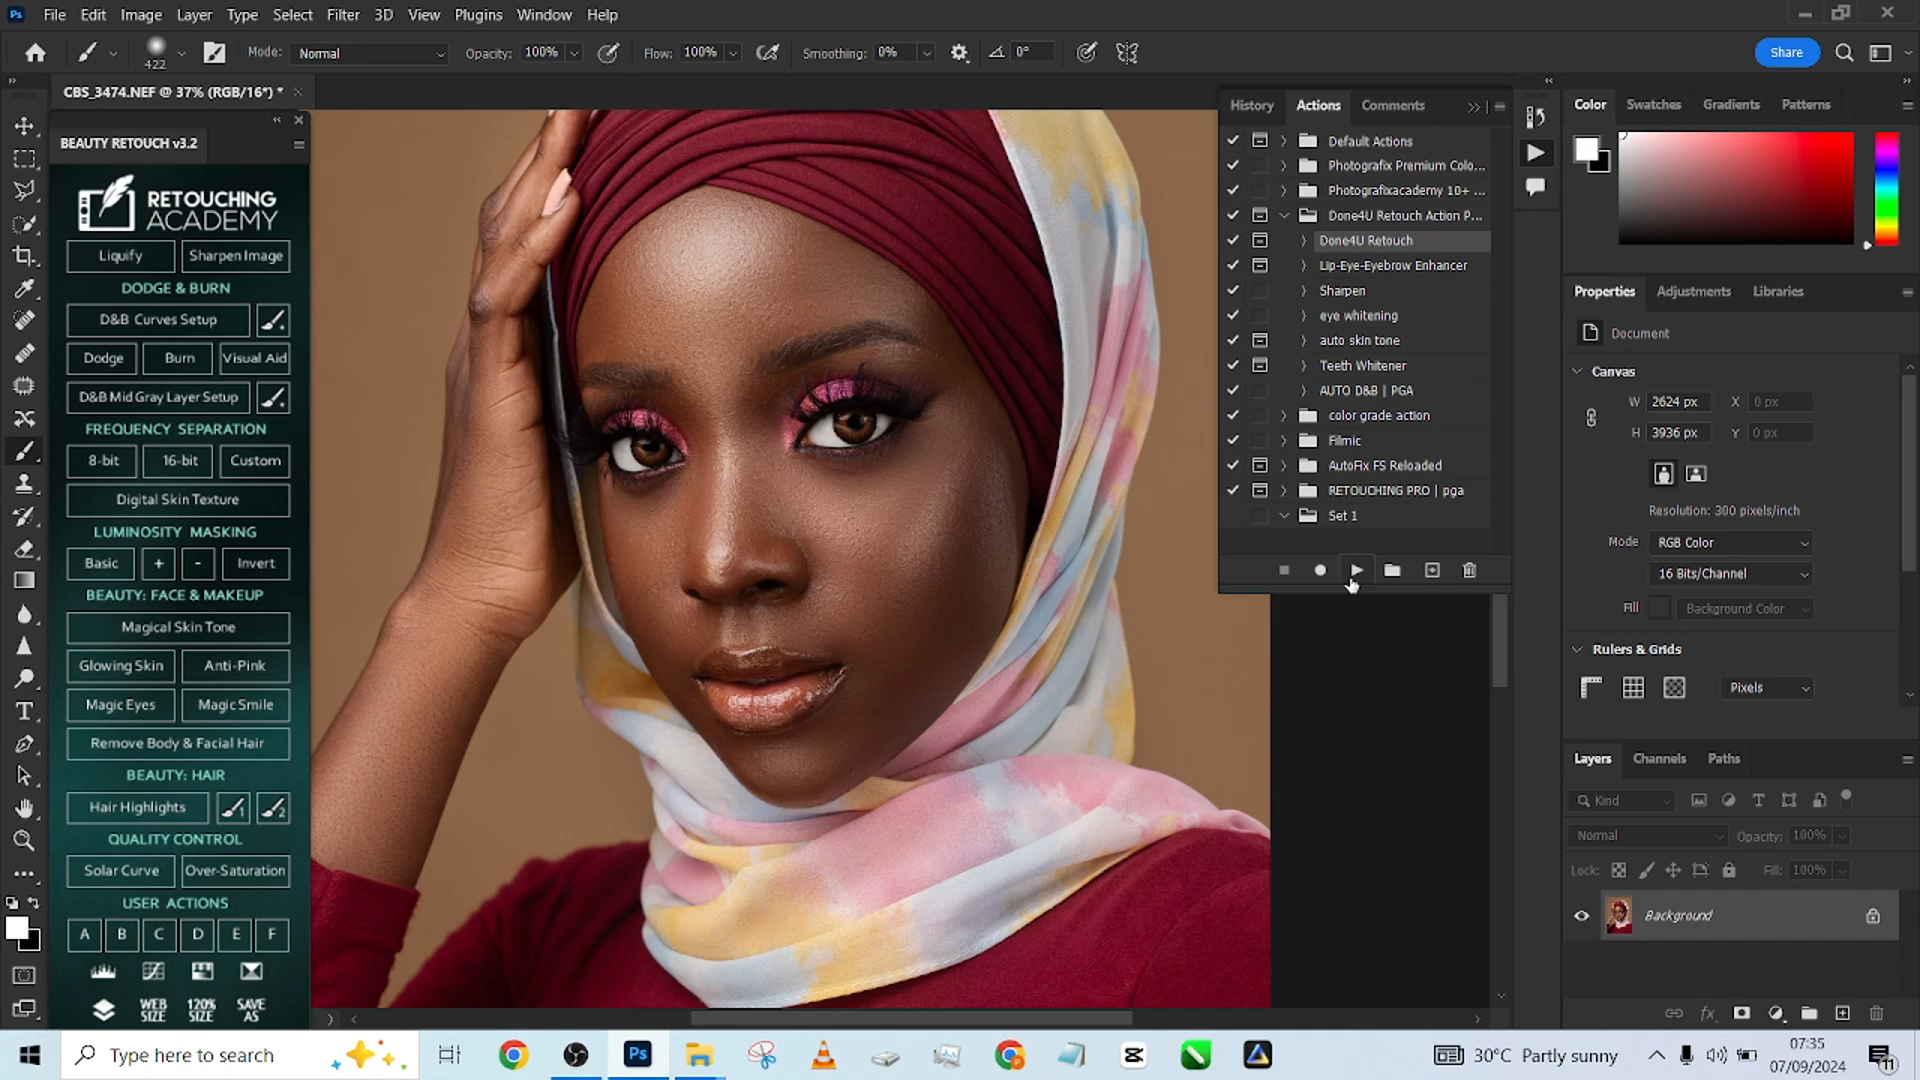 Ps File Edit Image Layer Type Select Filter 3D View Plugins Window Help
422 Mode: Normal Opacity: 100% Flow: 100% Smoothing: 0% 0° Share
CBS_3474.NEF @ 37% (RGB/16*) *
BEAUTY RETOUCH v3.2
RETOUCHING
ACADEMY
Liquify Sharpen Image
DODGE & BURN
D&B Curves Setup
Dodge Burn Visual Aid
D&B Mid Gray Layer Setup
FREQUENCY SEPARATION
8-bit 16-bit Custom
Digital Skin Texture
LUMINOSITY MASKING
Basic + - Invert
BEAUTY: FACE & MAKEUP
Magical Skin Tone
Glowing Skin Anti-Pink
Magic Eyes Magic Smile
Remove Body & Facial Hair
BEAUTY: HAIR
Hair Highlights 1 2
QUALITY CONTROL
Solar Curve Over-Saturation
USER ACTIONS
A B C D E F
WEB SIZE 120% SIZE SAVE AS
History Actions Comments
Default Actions
Photografix Premium Colo...
Photografixacademy 10+ ...
Done4U Retouch Action P...
Done4U Retouch
Lip-Eye-Eyebrow Enhancer
Sharpen
eye whitening
auto skin tone
Teeth Whitener
AUTO D&B | PGA
color grade action
Filmic
AutoFix FS Reloaded
RETOUCHING PRO | pga
Set 1
Color Swatches Gradients Patterns
Properties Adjustments Libraries
Document
Canvas
W 2624 px X 0 px
H 3936 px Y 0 px
Resolution: 300 pixels/inch
Mode RGB Color
16 Bits/Channel
Fill Background Color
Rulers & Grids
Pixels
Layers Channels Paths
Kind
Normal Opacity: 100%
Lock: Fill: 100%
Background
fx
Type here to search Ps 30°C Partly sunny 07:35
07/09/2024 11